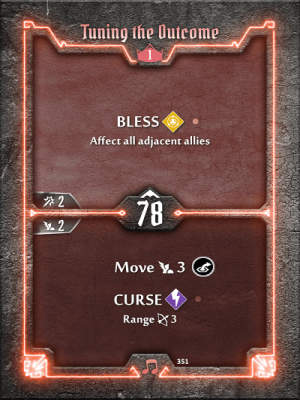 Tuning the Outcome
1
BLESS
Affect all adjacent allies
2
78
2
Move 3
CURSE
Range 3
351